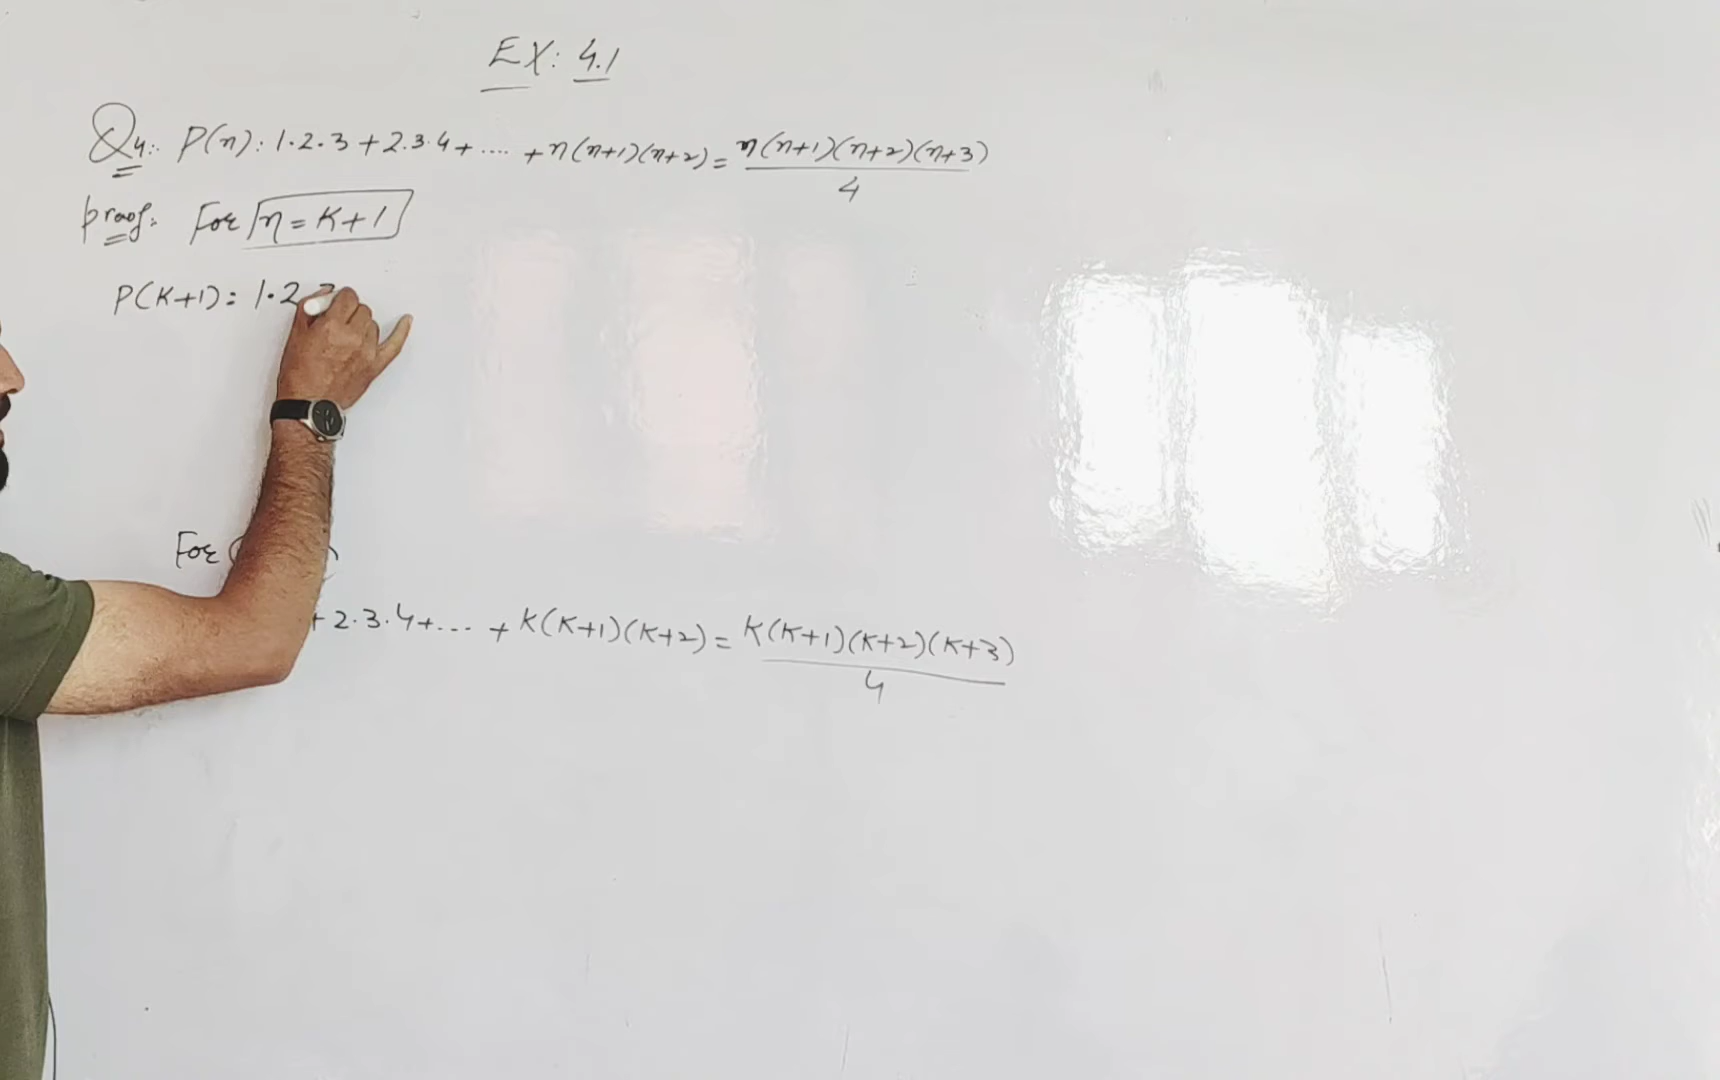 EX: 4.1
Q4:. P(n): 1.2.3 + 2.3.4 + .... + n(n+1)(n+2) = n(n+1)(n+2)(n+3)/4
proof: For n = K+1
P(K+1): 1.2.3
For
+ 2.3.4 + ... + K(K+1)(K+2) = K(K+1)(K+2)(K+3)/4